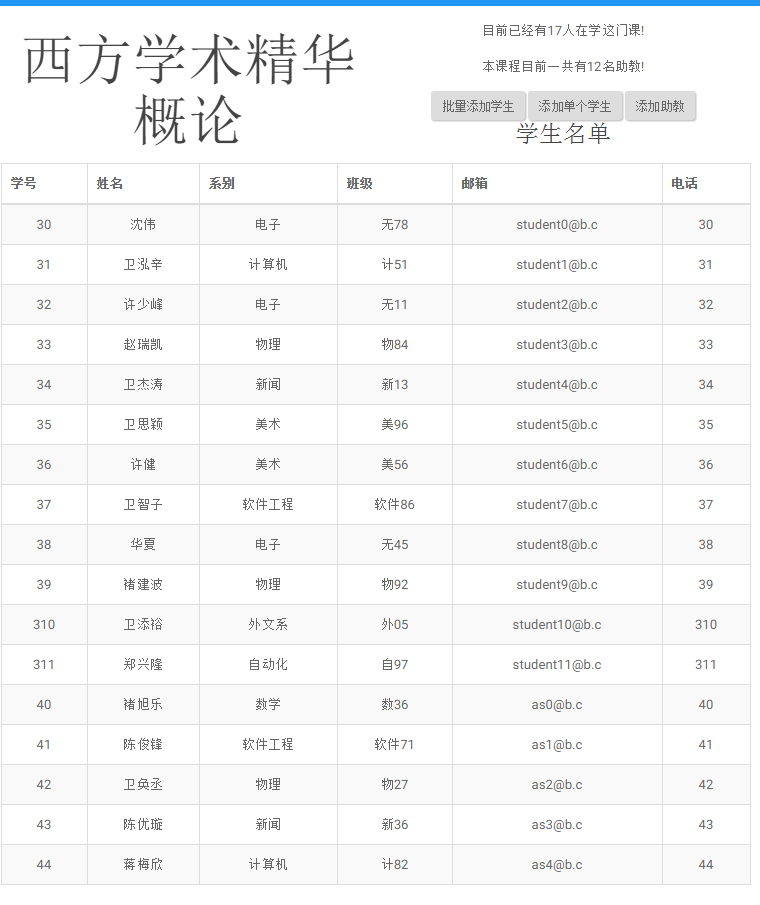 西方学术精华
概论
目前已经有17人在学这门课!
本课程目前一共有12名助教!
批量添加学生 添加单个学生 添加助教
学生名单
学号 姓名 系别 班级 邮箱 电话
30 沈伟 电子 无78 student0@b.c 30
31 卫泓辛 计算机 计51 student1@b.c 31
32 许少峰 电子 无11 student2@b.c 32
33 赵瑞凯 物理 物84 student3@b.c 33
34 卫杰涛 新闻 新13 student4@b.c 34
35 卫思颖 美术 美96 student5@b.c 35
36 许健 美术 美56 student6@b.c 36
37 卫智子 软件工程 软件86 student7@b.c 37
38 华夏 电子 无45 student8@b.c 38
39 褚建波 物理 物92 student9@b.c 39
310 卫添裕 外文系 外05 student10@b.c 310
311 郑兴隆 自动化 自97 student11@b.c 311
40 褚旭乐 数学 数36 as0@b.c 40
41 陈俊锋 软件工程 软件71 as1@b.c 41
42 卫奂丞 物理 物27 as2@b.c 42
43 陈优璇 新闻 新36 as3@b.c 43
44 蒋梅欣 计算机 计82 as4@b.c 44